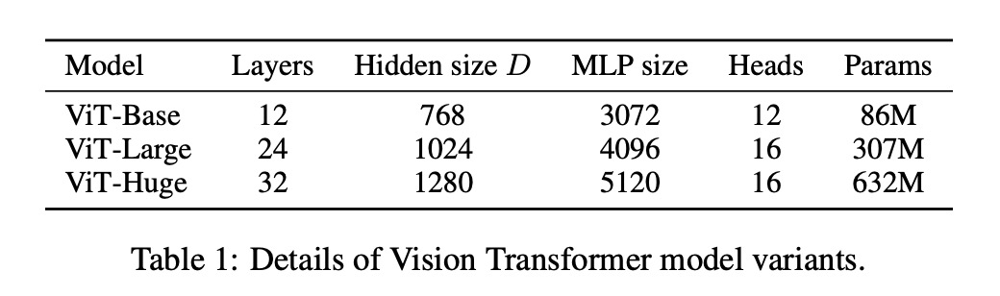 Model Layers Hidden size D MLP size Heads Params
ViT-Base 12 768 3072 12 86M
ViT-Large 24 1024 4096 16 307M
ViT-Huge 32 1280 5120 16 632M
Table 1: Details of Vision Transformer model variants.